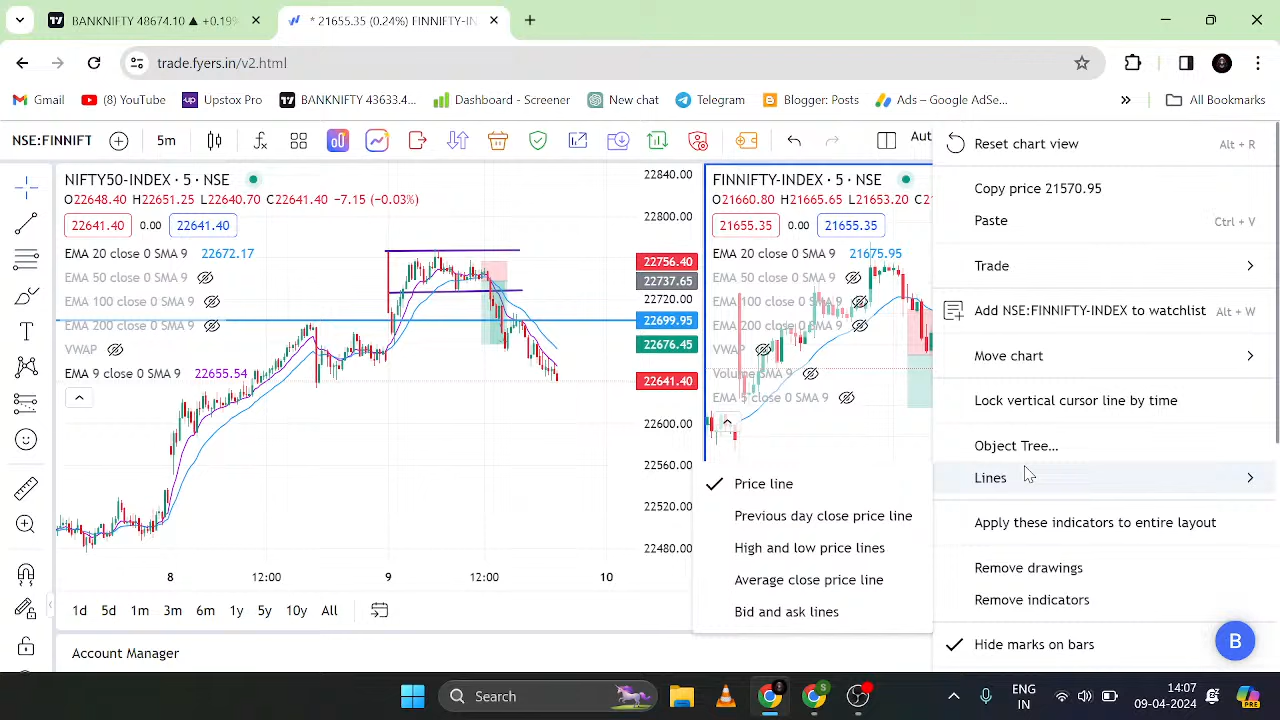 BANKNIFTY 48674.10 ▲ +0.19%
* 21655.35 (0.24%) FINNIFTY-IN
trade.fyers.in/v2.html
Gmail
(8) YouTube
Upstox Pro
BANKNIFTY 43633.4...
Dashboard - Screener
New chat
Telegram
Blogger: Posts
Ads – Google AdSe...
All Bookmarks
NSE:FINNIFT
5m
Aut
NIFTY50-INDEX · 5 · NSE
O22648.40 H22651.25 L22640.70 C22641.40 -7.15 (-0.03%)
22641.40 0.00 22641.40
EMA 20 close 0 SMA 9 22672.17
EMA 50 close 0 SMA 9
EMA 100 close 0 SMA 9
EMA 200 close 0 SMA 9
VWAP
EMA 9 close 0 SMA 9 22655.54
22840.00
22800.00
22756.40
22737.65
22720.00
22699.95
22676.45
22641.40
22600.00
22560.00
22520.00
22480.00
8 12:00 9 12:00 10
1d 5d 1m 3m 6m 1y 5y 10y All
Account Manager
FINNIFTY-INDEX · 5 · NSE
O21660.80 H21665.65 L21653.20 C21
21655.35 0.00 21655.35
EMA 20 close 0 SMA 9 21675.95
EMA 50 close 0 SMA 9
EMA 100 close 0 SMA 9
EMA 200 close 0 SMA 9
VWAP
Volume SMA 9
EMA 5 close 0 SMA 9
Price line
Previous day close price line
High and low price lines
Average close price line
Bid and ask lines
Reset chart view Alt + R
Copy price 21570.95
Paste Ctrl + V
Trade
Add NSE:FINNIFTY-INDEX to watchlist Alt + W
Move chart
Lock vertical cursor line by time
Object Tree...
Lines
Apply these indicators to entire layout
Remove drawings
Remove indicators
Hide marks on bars
B
Search
ENG
IN
14:07
09-04-2024
PRE